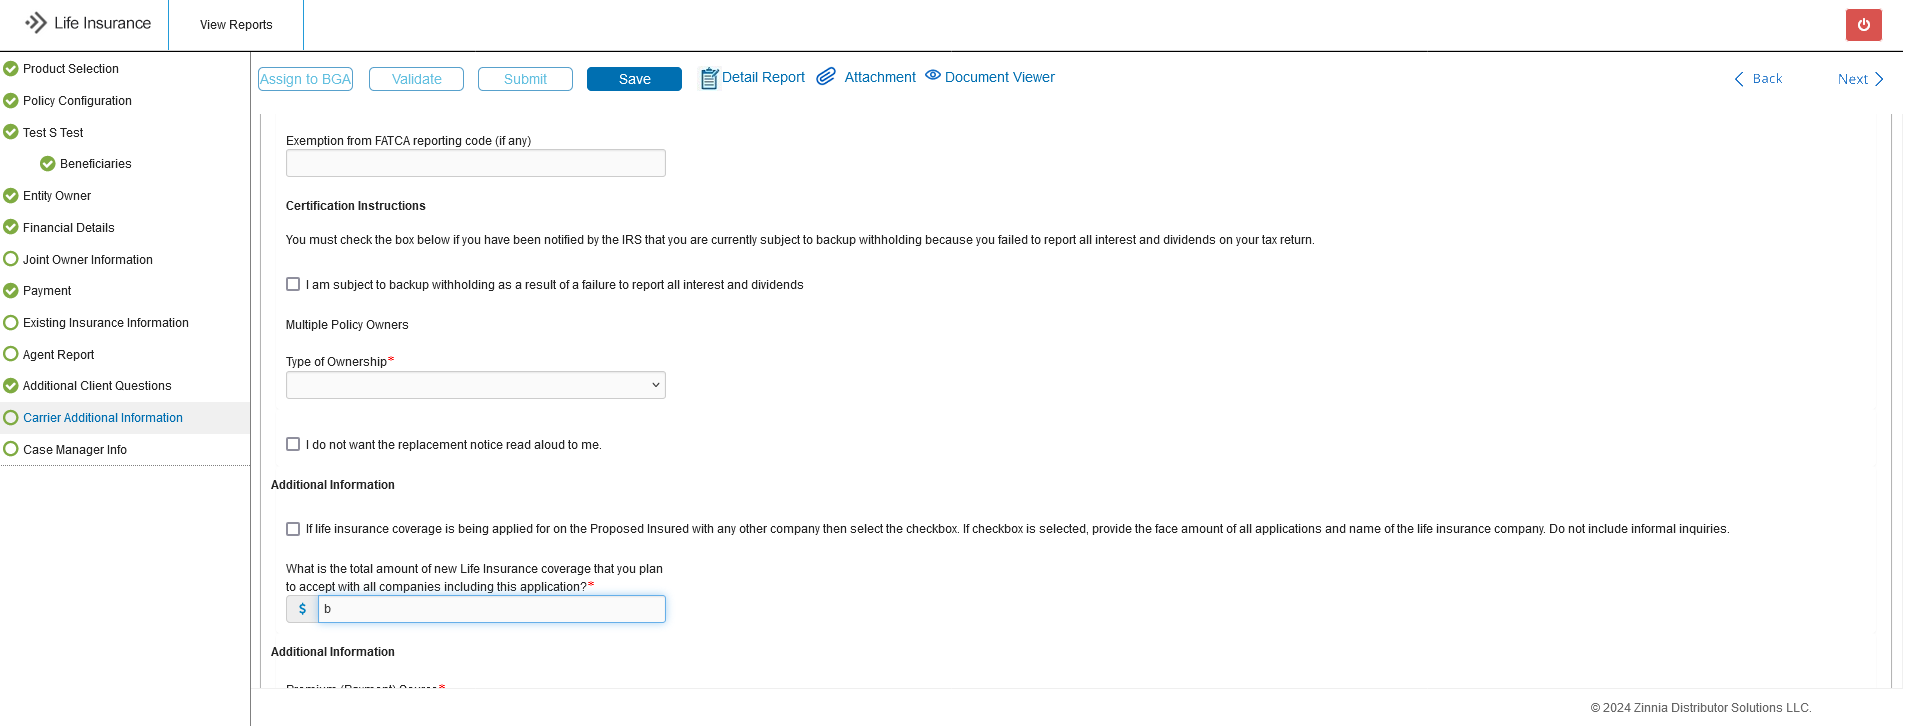 Life Insurance
View Reports
Product Selection
Policy Configuration
Test S Test
Beneficiaries
Entity Owner
Financial Details
Joint Owner Information
Payment
Existing Insurance Information
Agent Report
Additional Client Questions
Carrier Additional Information
Case Manager Info
Assign to BGA
Validate
Submit
Save
Detail Report
Attachment
Document Viewer
Back
Next
Exemption from FATCA reporting code (if any)
Certification Instructions
You must check the box below if you have been notified by the IRS that you are currently subject to backup withholding because you failed to report all interest and dividends on your tax return.
I am subject to backup withholding as a result of a failure to report all interest and dividends
Multiple Policy Owners
Type of Ownership*
I do not want the replacement notice read aloud to me.
Additional Information
If life insurance coverage is being applied for on the Proposed Insured with any other company then select the checkbox. If checkbox is selected, provide the face amount of all applications and name of the life insurance company. Do not include informal inquiries.
What is the total amount of new Life Insurance coverage that you plan
to accept with all companies including this application?*
$ b
Additional Information
Premium (Payment) Source*
© 2024 Zinnia Distributor Solutions LLC.